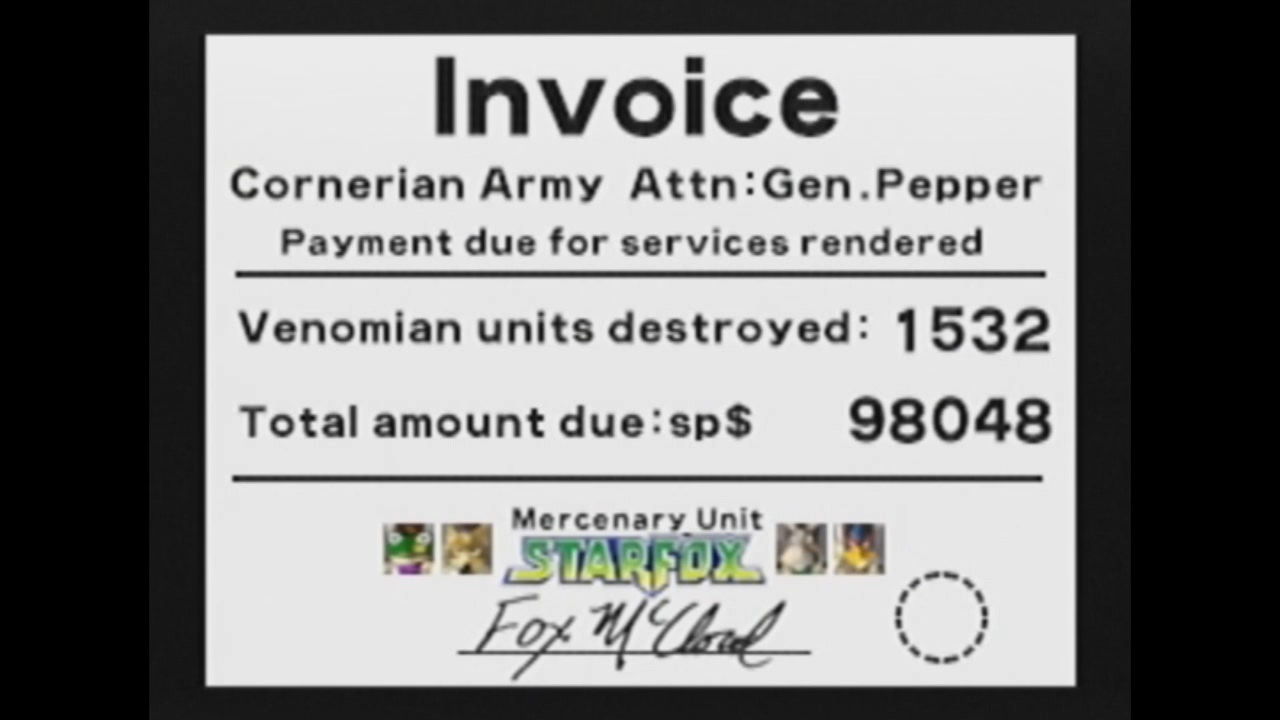 Invoice
Cornerian Army Attn:Gen.Pepper
Payment due for services rendered
Venomian units destroyed: 1532
Total amount due:sp$ 98048
Mercenary Unit
STARFOX
Fox McCloud